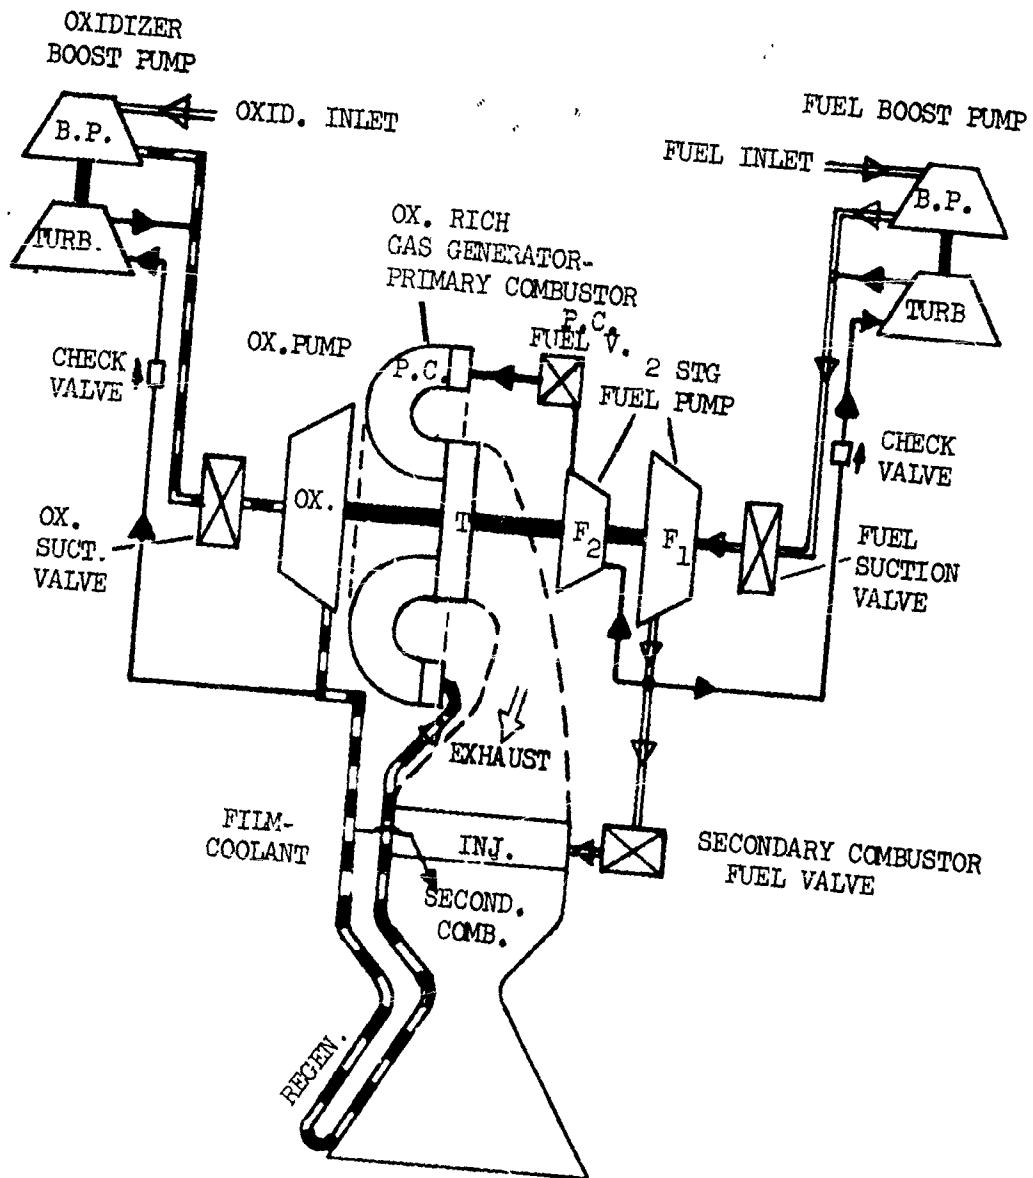 OXIDIZER
BOOST PUMP
B.P.
OXID. INLET
TURB.
FUEL BOOST PUMP
FUEL INLET
B.P.
TURB
OX. RICH
GAS GENERATOR-
PRIMARY COMBUSTOR
P.C.
FUEL V.
OX.PUMP
P.C.
2 STG
FUEL PUMP
CHECK
VALVE
CHECK
VALVE
OX.
SUCT.
VALVE
OX.
T
F2
F1
FUEL
SUCTION
VALVE
EXHAUST
FILM-
COOLANT
INJ.
SECONDARY COMBUSTOR
FUEL VALVE
SECOND.
COMB.
REGEN.